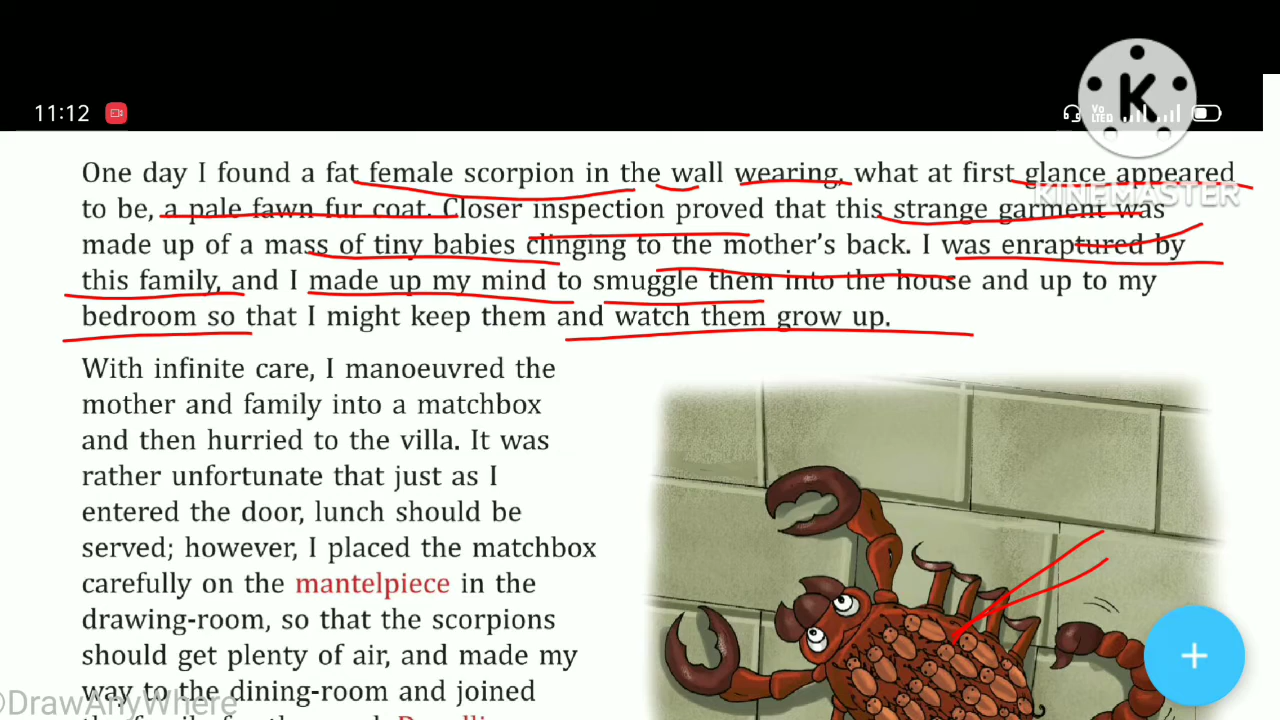 11:12
Vo
LTED
K
KINEMASTER
One day I found a fat female scorpion in the wall wearing, what at first glance appeared
to be, a pale fawn fur coat. Closer inspection proved that this strange garment was
made up of a mass of tiny babies clinging to the mother's back. I was enraptured by
this family, and I made up my mind to smuggle them into the house and up to my
bedroom so that I might keep them and watch them grow up.
With infinite care, I manoeuvred the
mother and family into a matchbox
and then hurried to the villa. It was
rather unfortunate that just as I
entered the door, lunch should be
served; however, I placed the matchbox
carefully on the mantelpiece in the
drawing-room, so that the scorpions
should get plenty of air, and made my
way to the dining-room and joined
©DrawAnyWhere